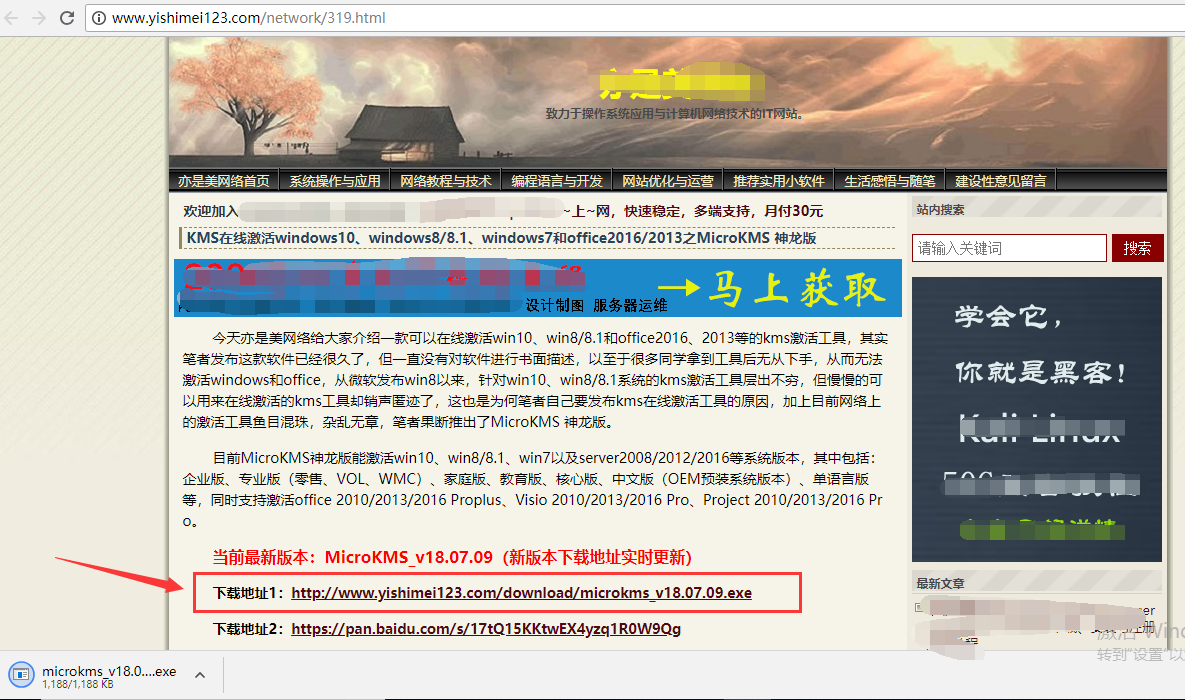 www.yishimei123.com/network/319.html
致力于操作系统应用与计算机网络技术的IT网站。
亦是美网络首页 系统操作与应用 网络教程与技术 编程语言与开发 网站优化与运营 推荐实用小软件 生活感悟与随笔 建设性意见留言
欢迎加入 ~上~网，快速稳定，多端支持，月付30元
站内搜索
KMS在线激活windows10、windows8/8.1、windows7和office2016/2013之MicroKMS 神龙版
请输入关键词 搜索
→马上获取
设计制图 服务器运维
学会它，
你就是黑客！
Kali Linux
今天亦是美网络给大家介绍一款可以在线激活win10、win8/8.1和office2016、2013等的kms激活工具，其实
笔者发布这款软件已经很久了，但一直没有对软件进行书面描述，以至于很多同学拿到工具后无从下手，从而无法
激活windows和office，从微软发布win8以来，针对win10、win8/8.1系统的kms激活工具层出不穷，但慢慢的可
以用来在线激活的kms工具却销声匿迹了，这也是为何笔者自己要发布kms在线激活工具的原因，加上目前网络上
的激活工具鱼目混珠，杂乱无章，笔者果断推出了MicroKMS 神龙版。
目前MicroKMS神龙版能激活win10、win8/8.1、win7以及server2008/2012/2016等系统版本，其中包括：
企业版、专业版（零售、VOL、WMC）、家庭版、教育版、核心版、中文版（OEM预装系统版本）、单语言版
等，同时支持激活office 2010/2013/2016 Proplus、Visio 2010/2013/2016 Pro、Project 2010/2013/2016 Pr
o。
当前最新版本：MicroKMS_v18.07.09（新版本下载地址实时更新）
下载地址1：http://www.yishimei123.com/download/microkms_v18.07.09.exe
下载地址2：https://pan.baidu.com/s/17tQ15KKtwEX4yzq1R0W9Qg
最新文章
激活 Wind
转到"设置"以
microkms_v18.0....exe
1,188/1,188 KB